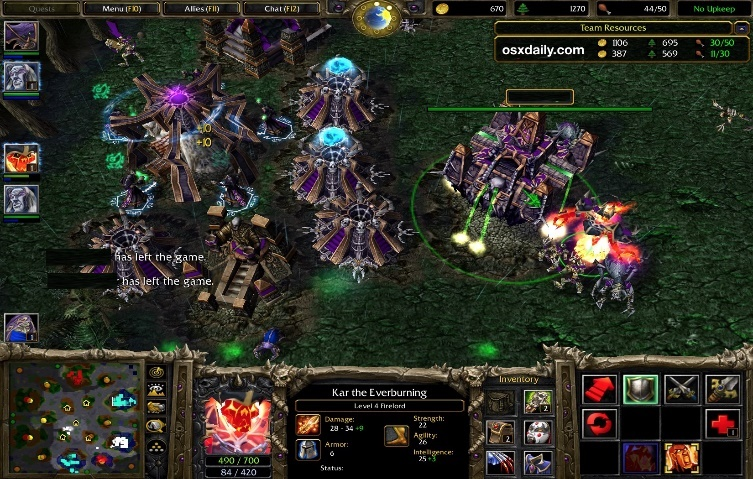 Quests
Menu (F10)
Allies (F11)
Chat (F12)
670
1270
44/50
No Upkeep
Team Resources
osxdaily.com
1106 695 30/50
387 569 11/30
+10
+10
has left the game.
has left the game.
1
1
Kar the Everburning
Level 4 Firelord
Damage:
28 - 34 +9
Armor:
6
Status:
Strength:
22
Agility:
26
Intelligence:
25 +3
490 / 700
84 / 420
Inventory
2
2
1